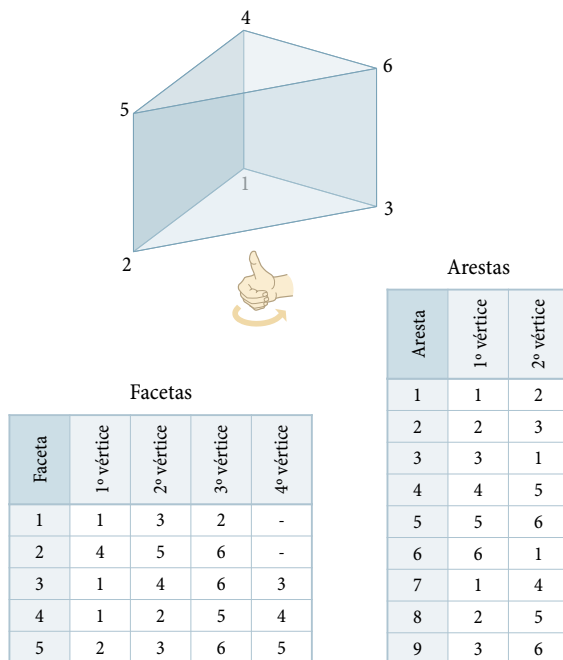 4
6
5
1
3
2
Arestas
Aresta 1º vértice 2º vértice
1 1 2
2 2 3
3 3 1
4 4 5
5 5 6
6 6 1
7 1 4
8 2 5
9 3 6
Facetas
Faceta 1º vértice 2º vértice 3º vértice 4º vértice
1 1 3 2 -
2 4 5 6 -
3 1 4 6 3
4 1 2 5 4
5 2 3 6 5